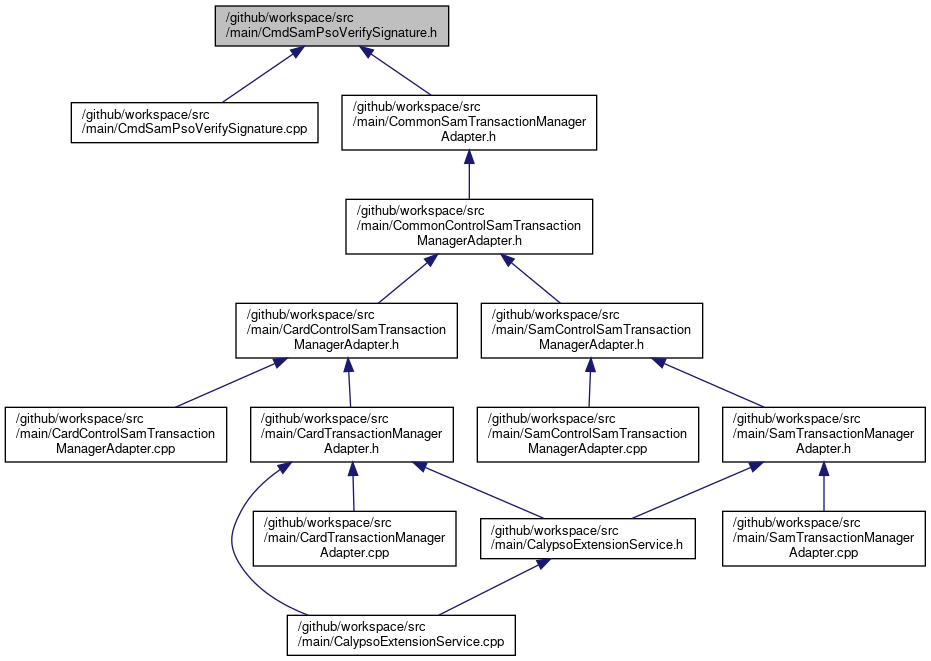 /github/workspace/src
/main/CmdSamPsoVerifySignature.h
/github/workspace/src
/main/CmdSamPsoVerifySignature.cpp
/github/workspace/src
/main/CommonSamTransactionManager
Adapter.h
/github/workspace/src
/main/CommonControlSamTransaction
ManagerAdapter.h
/github/workspace/src
/main/CardControlSamTransaction
ManagerAdapter.h
/github/workspace/src
/main/SamControlSamTransaction
ManagerAdapter.h
/github/workspace/src
/main/CardControlSamTransaction
ManagerAdapter.cpp
/github/workspace/src
/main/CardTransactionManager
Adapter.h
/github/workspace/src
/main/SamControlSamTransaction
ManagerAdapter.cpp
/github/workspace/src
/main/SamTransactionManager
Adapter.h
/github/workspace/src
/main/CardTransactionManager
Adapter.cpp
/github/workspace/src
/main/CalypsoExtensionService.h
/github/workspace/src
/main/SamTransactionManager
Adapter.cpp
/github/workspace/src
/main/CalypsoExtensionService.cpp